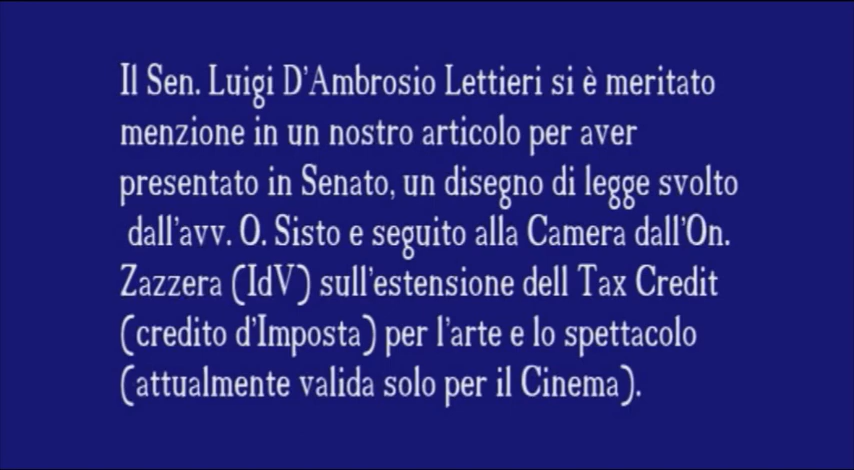 Il Sen. Luigi D'Ambrosio Lettieri si è meritato
menzione in un nostro articolo per aver
presentato in Senato, un disegno di legge svolto
dall'avv. O. Sisto e seguito alla Camera dall'On.
Zazzera (IdV) sull'estensione dell Tax Credit
(credito d'Imposta) per l'arte e lo spettacolo
(attualmente valida solo per il Cinema).